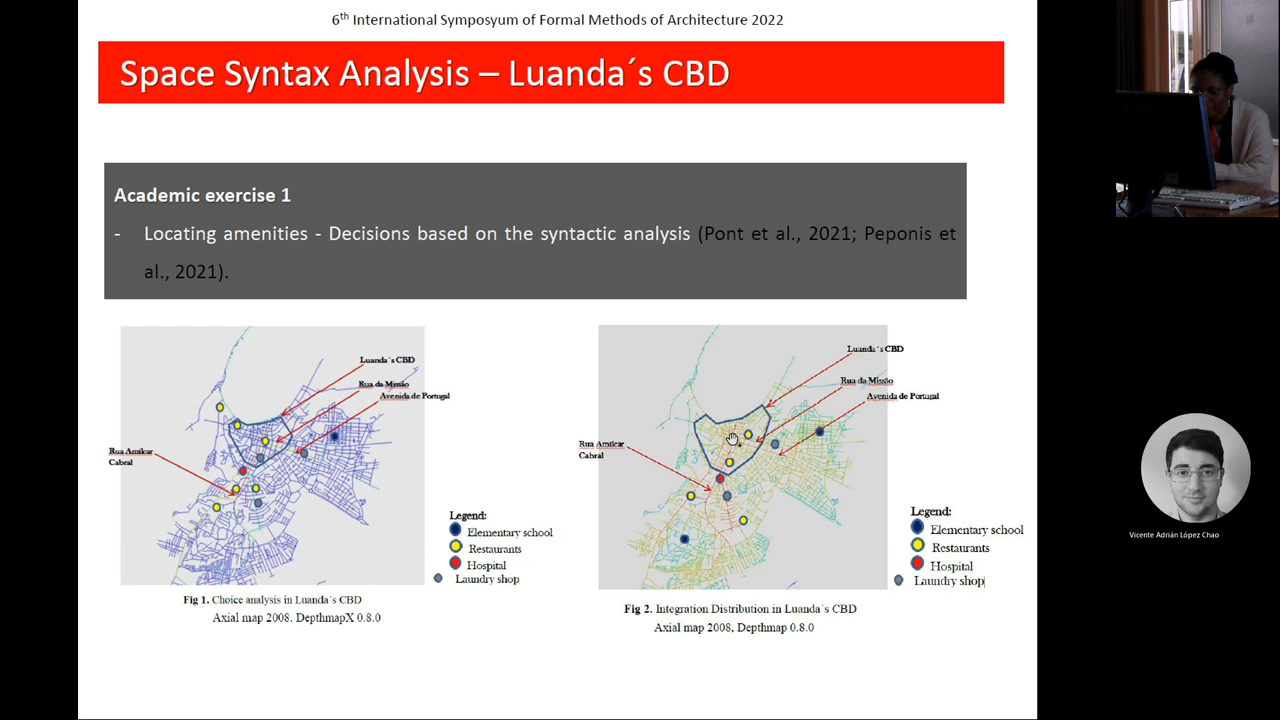 6th International Symposyum of Formal Methods of Architecture 2022
Space Syntax Analysis – Luanda´s CBD
Academic exercise 1
- Locating amenities - Decisions based on the syntactic analysis (Pont et al., 2021; Peponis et
al., 2021).
Luanda´s CBD
Rua da Missão
Avenida de Portugal
Rua Amilcar
Cabral
Legend:
Elementary school
Restaurants
Hospital
Laundry shop
Fig 1. Choice analysis in Luanda´s CBD
Axial map 2008. DepthmapX 0.8.0
Luanda´s CBD
Rua da Missão
Avenida de Portugal
Rua Amilcar
Cabral
Legend:
Elementary school
Restaurants
Hospital
Laundry shop
Fig 2. Integration Distribution in Luanda´s CBD
Axial map 2008, Depthmap 0.8.0
Vicente Adrián López Chao